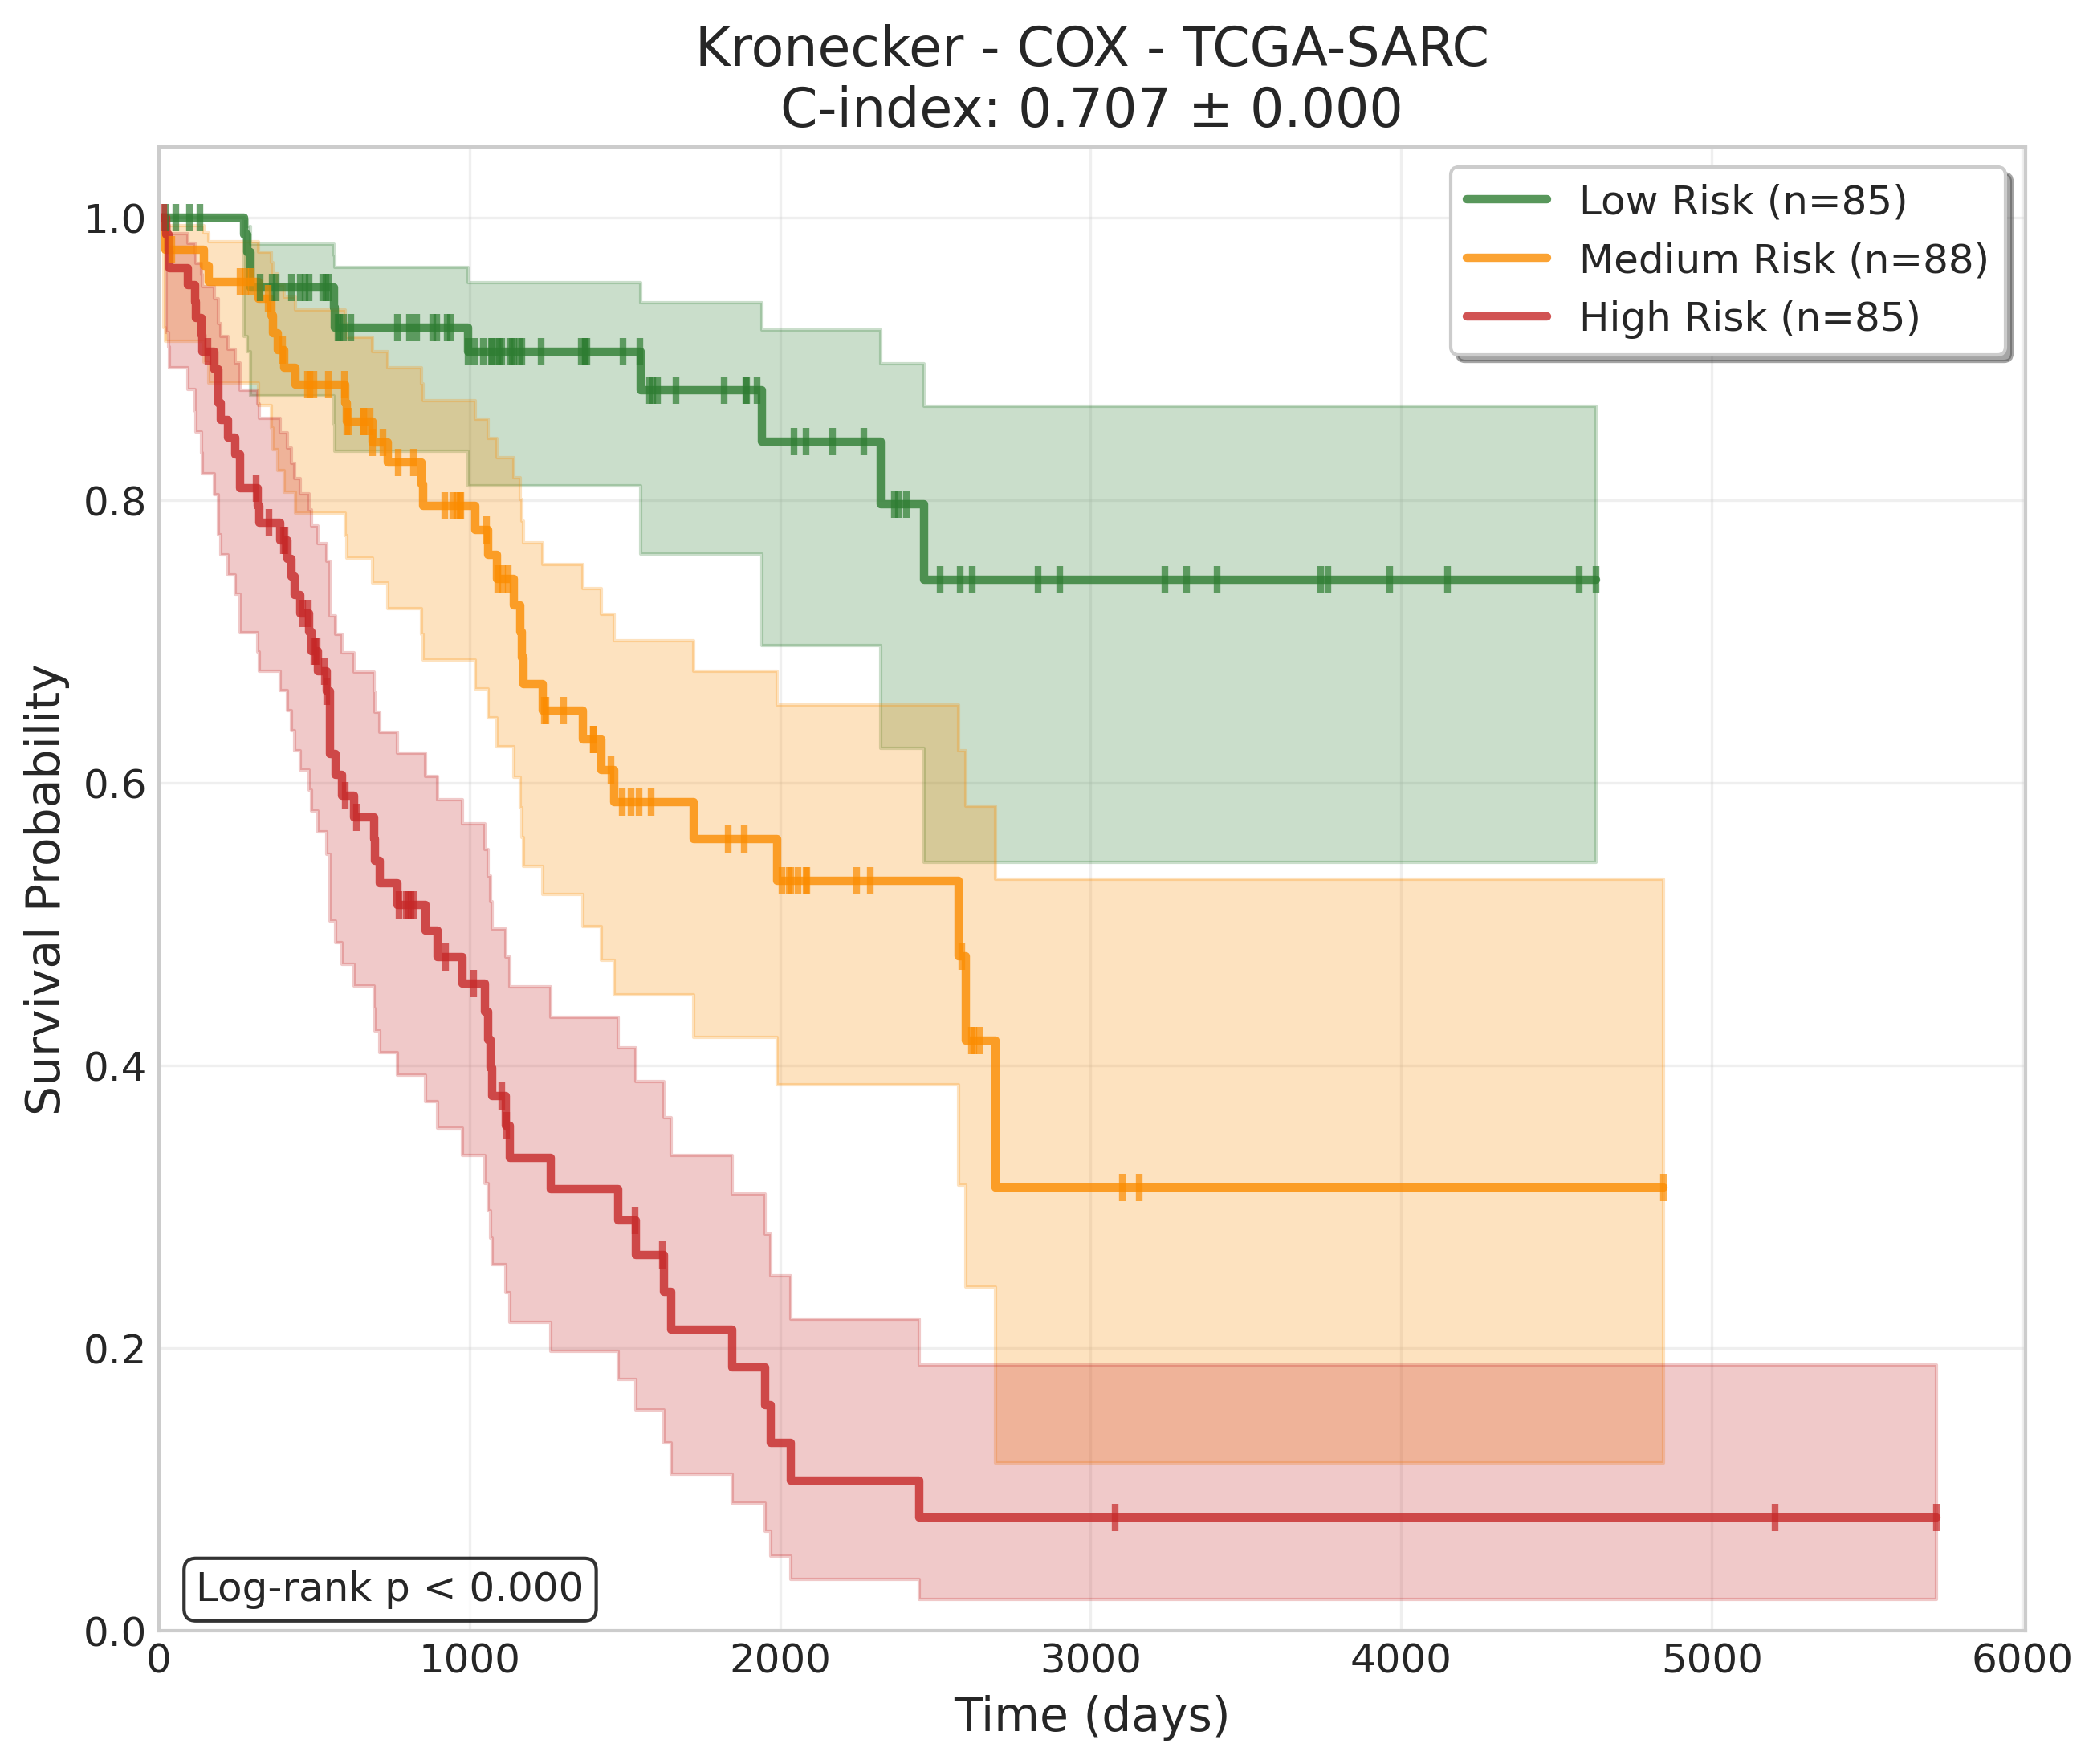 Kronecker - COX - TCGA-SARC
C-index: 0.707 ± 0.000
Low Risk (n=85)
Medium Risk (n=88)
High Risk (n=85)
Survival Probability
1.0
0.8
0.6
0.4
0.2
0.0
Log-rank p < 0.000
0 1000 2000 3000 4000 5000 6000
Time (days)